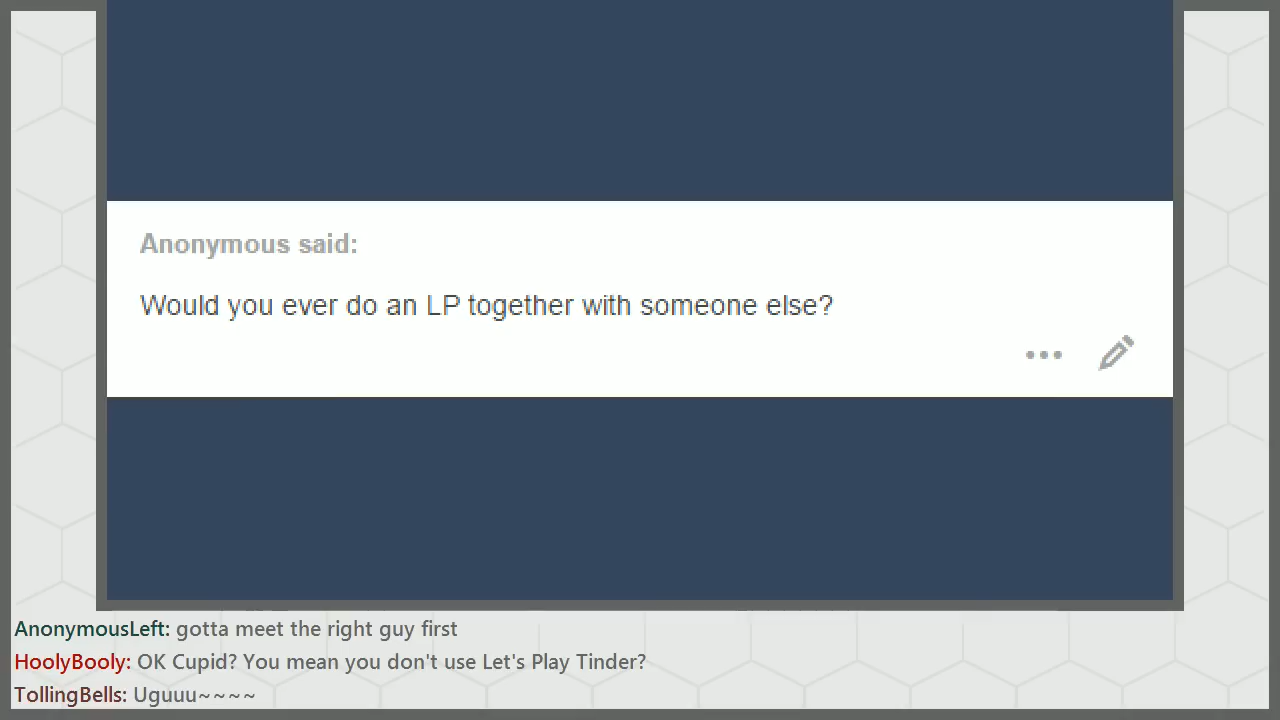 Anonymous said:
Would you ever do an LP together with someone else?
AnonymousLeft: gotta meet the right guy first
HoolyBooly: OK Cupid? You mean you don't use Let's Play Tinder?
TollingBells: Uguuu~~~~